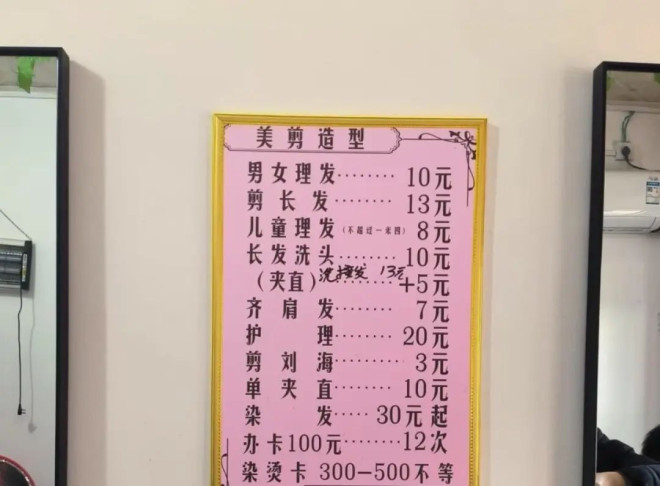 美剪造型
男女理发········10元
剪长发········13元
儿童理发(不超过一米四)8元
长发洗头·······10元
洗理发 13元
(夹直)········+5元
齐肩发········7元
护理········20元
剪刘海········3元
单夹直········10元
染发·····30元起
办卡100元·······12次
染烫卡 300—500不等